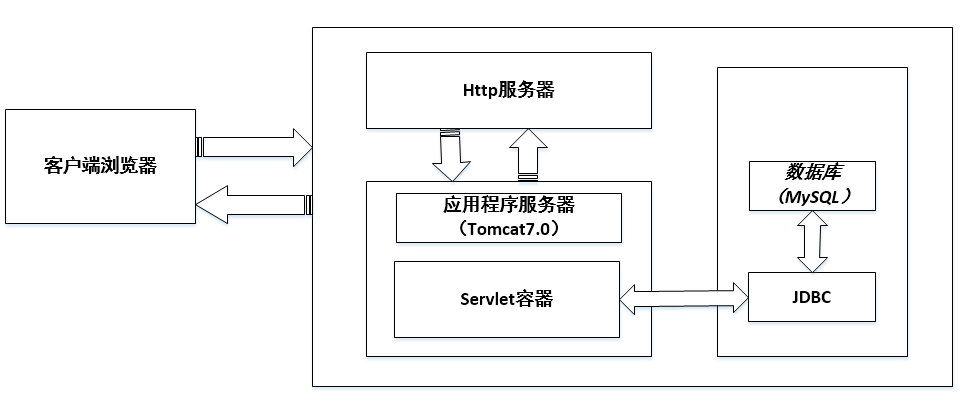 Http服务器
客户端浏览器
应用程序服务器
（Tomcat7.0）
Servlet容器
数据库
（MySQL）
JDBC